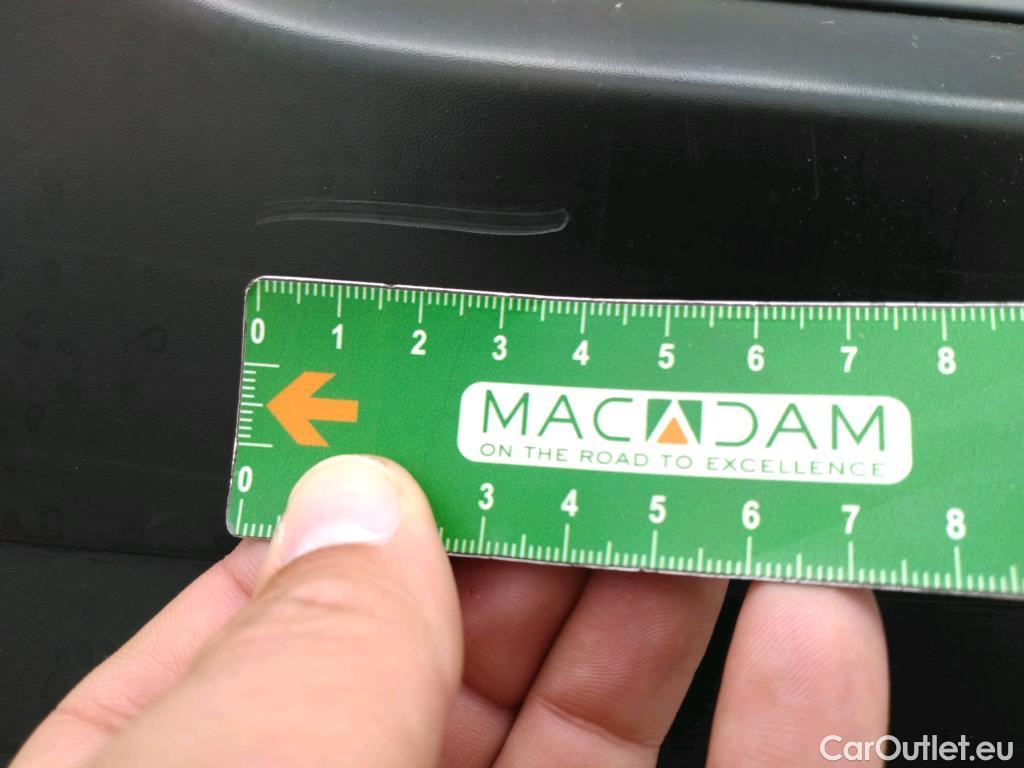 0 1 2 3 4 5 6 7 8
MACADAM
ON THE ROAD TO EXCELLENCE
0 3 4 5 6 7 8
CarOutlet.eu